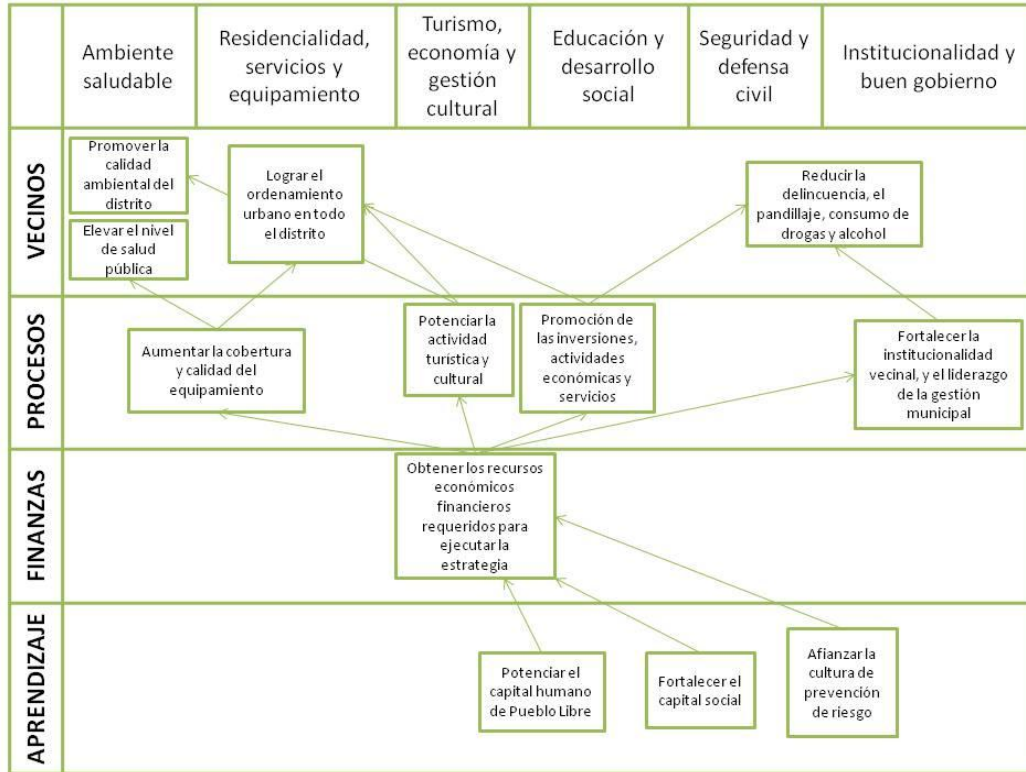 Ambiente
saludable
Residencialidad,
servicios y
equipamiento
Turismo,
economía y
gestión
cultural
Educación y
desarrollo
social
Seguridad y
defensa
civil
Institucionalidad y
buen gobierno
VECINOS
Promover la
calidad
ambiental del
distrito
Elevar el nivel
de salud
pública
Lograr el
ordenamiento
urbano en todo
el distrito
Reducir la
delincuencia, el
pandillaje, consumo de
drogas y alcohol
PROCESOS
Aumentar la cobertura
y calidad del
equipamiento
Potenciar la
actividad
turística y
cultural
Promoción de
las inversiones,
actividades
económicas y
servicios
Fortalecer la
institucionalidad
vecinal, y el liderazgo
de la gestión
municipal
FINANZAS
Obtener los recursos
económicos
financieros
requeridos para
ejecutar la
estrategia
APRENDIZAJE
Potenciar el
capital humano
de Pueblo Libre
Fortalecer el
capital social
Afianzar la
cultura de
prevención
de riesgo